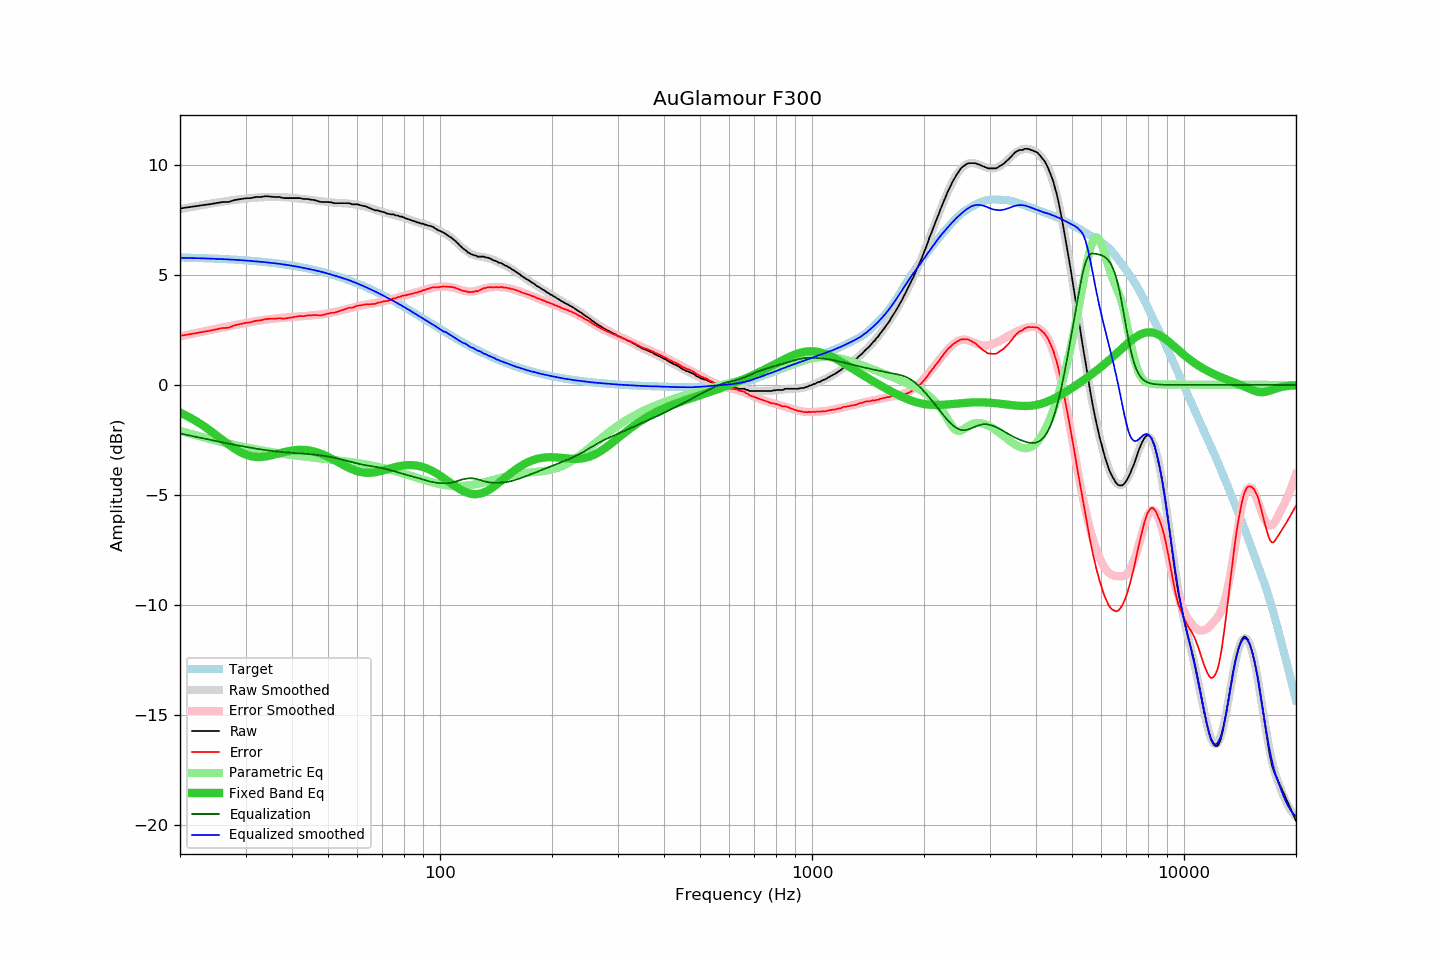 AuGlamour F300
10
5
0
−5
−10
−15
−20
Amplitude (dBr)
Target
Raw Smoothed
Error Smoothed
Raw
Error
Parametric Eq
Fixed Band Eq
Equalization
Equalized smoothed
100
1000
10000
Frequency (Hz)